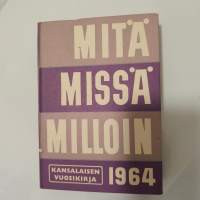 MITÄ
MISSÄ
MILLOIN
KANSALAISEN
VUOSIKIRJA
1964